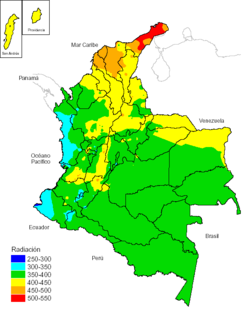 San Andrés
Providencia
Mar Caribe
Panamá
Venezuela
Océano
Pacífico
Ecuador
Brasil
Perú
Radiación
250-300
300-350
350-400
400-450
450-500
500-550